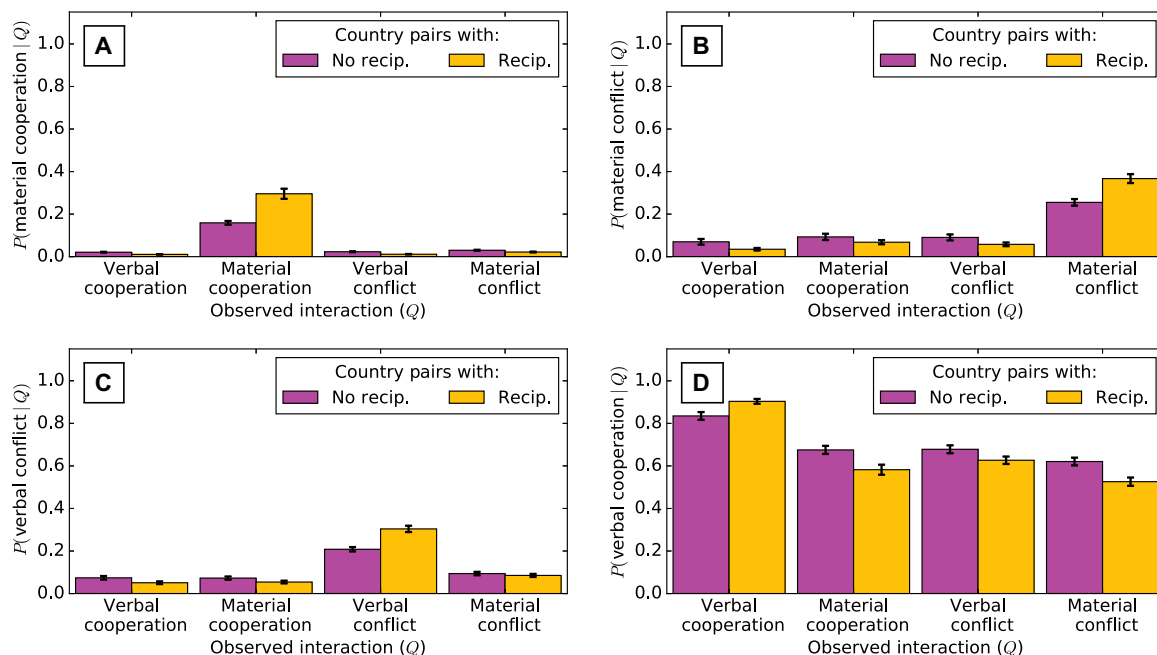 A
Country pairs with:
No recip. Recip.
P(material cooperation | Q)
1.0
0.8
0.6
0.4
0.2
0.0
Verbal cooperation
Material cooperation
Verbal conflict
Material conflict
Observed interaction (Q)
B
Country pairs with:
No recip. Recip.
P(material conflict | Q)
1.0
0.8
0.6
0.4
0.2
0.0
Verbal cooperation
Material cooperation
Verbal conflict
Material conflict
Observed interaction (Q)
C
Country pairs with:
No recip. Recip.
P(verbal conflict | Q)
1.0
0.8
0.6
0.4
0.2
0.0
Verbal cooperation
Material cooperation
Verbal conflict
Material conflict
Observed interaction (Q)
D
Country pairs with:
No recip. Recip.
P(verbal cooperation | Q)
1.0
0.8
0.6
0.4
0.2
0.0
Verbal cooperation
Material cooperation
Verbal conflict
Material conflict
Observed interaction (Q)